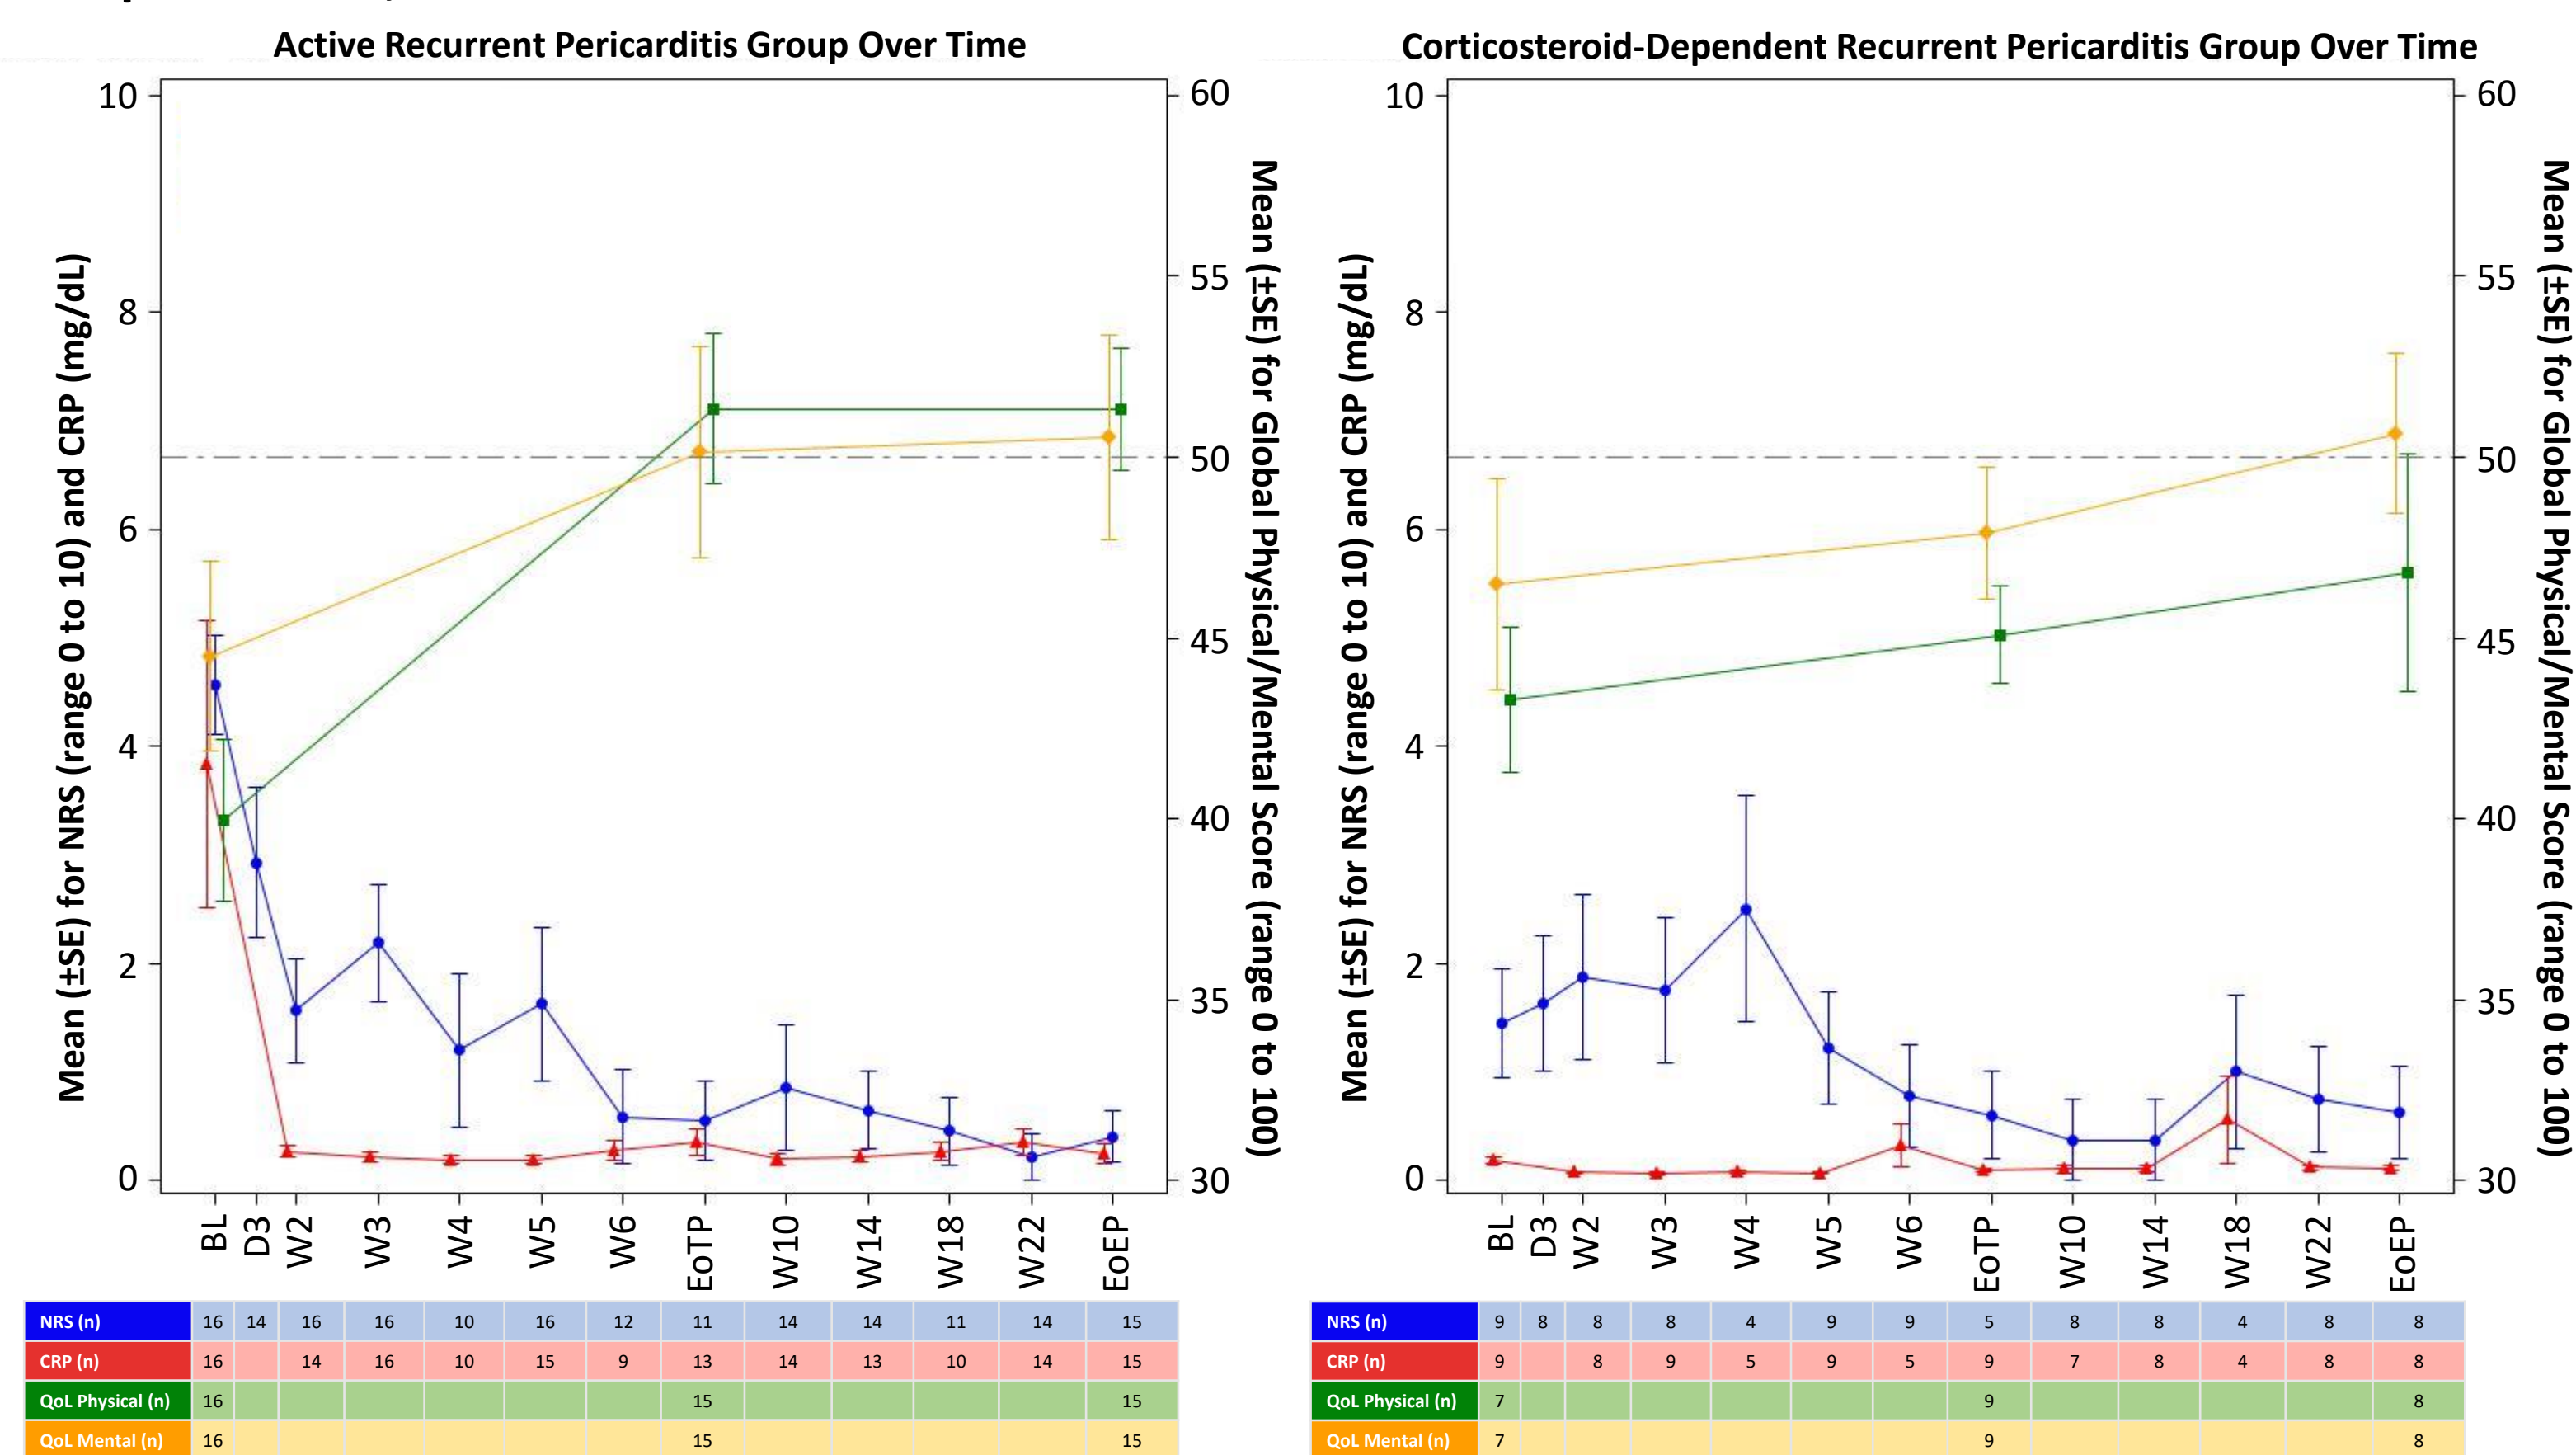 Active Recurrent Pericarditis Group Over Time
Mean (±SE) for NRS (range 0 to 10) and CRP (mg/dL)
10
8
6
4
2
0
60
55
50
45
40
35
30
Mean (±SE) for Global Physical/Mental Score (range 0 to 100)
BL D3 W2 W3 W4 W5 W6 EoTP W10 W14 W18 W22 EoEP
NRS (n) 16 14 16 16 10 16 12 11 14 14 11 14 15
CRP (n) 16 14 16 10 15 9 13 14 13 10 14 15
QoL Physical (n) 16 15 15
QoL Mental (n) 16 15 15
Corticosteroid-Dependent Recurrent Pericarditis Group Over Time
Mean (±SE) for NRS (range 0 to 10) and CRP (mg/dL)
10
8
6
4
2
0
60
55
50
45
40
35
30
Mean (±SE) for Global Physical/Mental Score (range 0 to 100)
BL D3 W2 W3 W4 W5 W6 EoTP W10 W14 W18 W22 EoEP
NRS (n) 9 8 8 8 4 9 9 5 8 8 4 8 8
CRP (n) 9 8 9 5 9 5 9 7 8 4 8 8
QoL Physical (n) 7 9 8
QoL Mental (n) 7 9 8